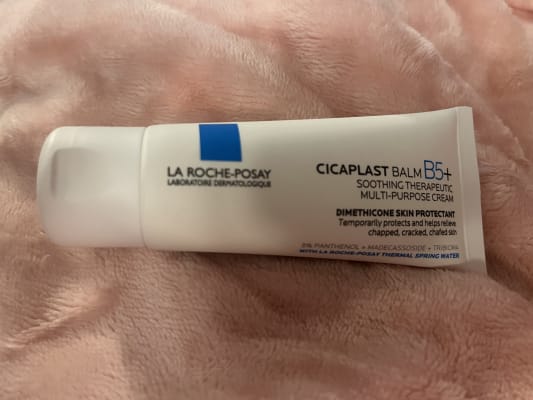 LA ROCHE-POSAY
LABORATOIRE DERMATOLOGIQUE
CICAPLAST BALM B5+
SOOTHING THERAPEUTIC
MULTI-PURPOSE CREAM
DIMETHICONE SKIN PROTECTANT
Temporarily protects and helps relieve
chapped, cracked, chafed skin
5% PANTHENOL + MADECASSOSIDE + TRIBIOMA
WITH LA ROCHE-POSAY THERMAL SPRING WATER